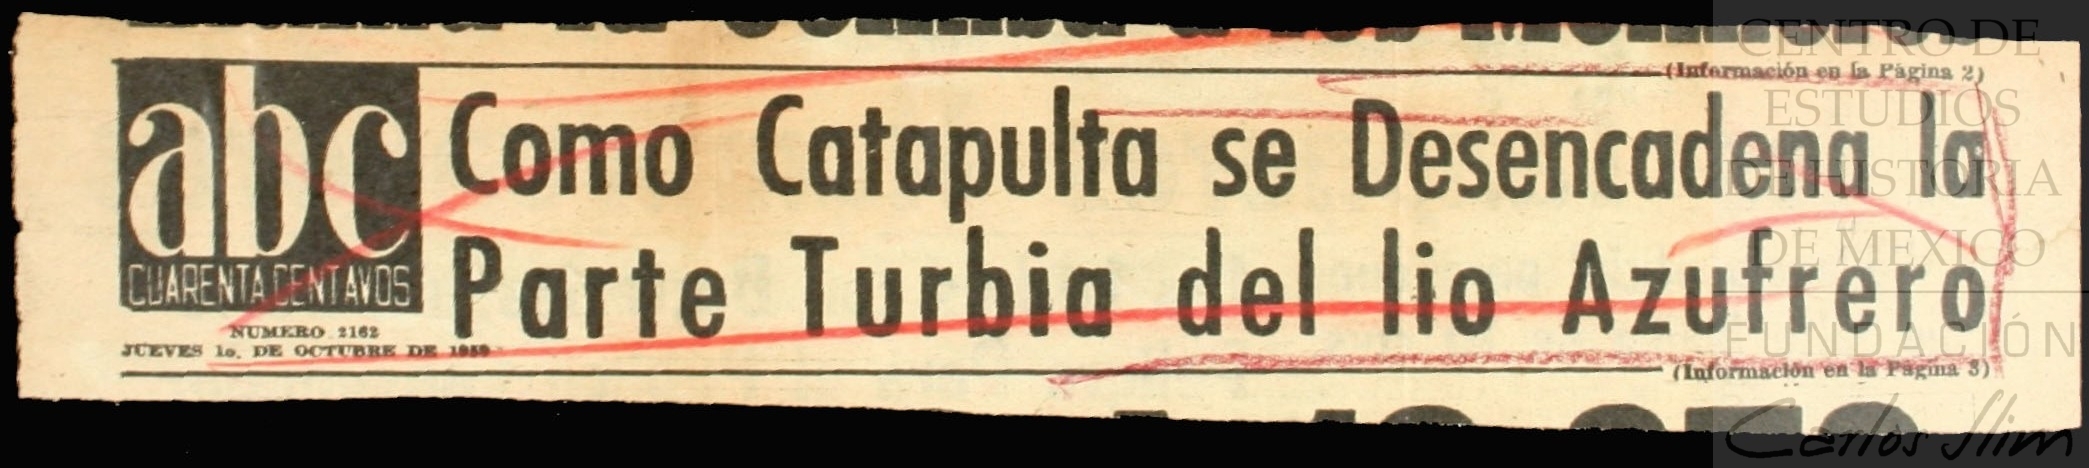 (Información en la Página 2)
abc
CUARENTA CENTAVOS
NUMERO 2162
JUEVES 1o. DE OCTUBRE DE 1959
Como Catapulta se Desencadena la
Parte Turbia del lio Azufrero
(Información en la Página 3)
CENTRO DE
ESTUDIOS
DE HISTORIA
DE MÉXICO
FUNDACIÓN
Carlos Slim